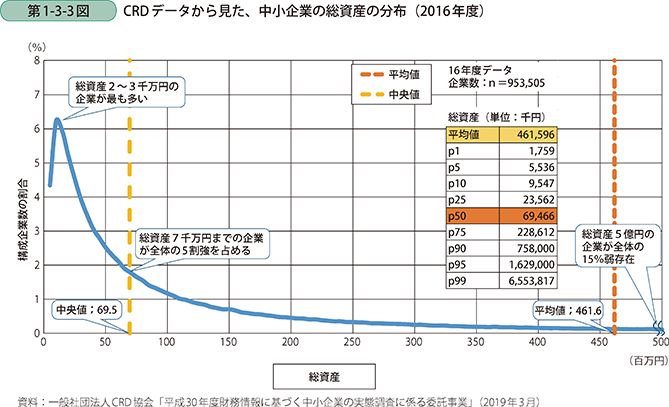 第1-3-3図 CRDデータから見た、中小企業の総資産の分布（2016年度）
（%）
8
7
6
5
4
3
2
1
0
構成企業数の割合
総資産２～３千万円の
企業が最も多い
平均値
中央値
16年度データ
企業数：n＝953,505
総資産（単位：千円）
平均値 461,596
p1 1,759
p5 5,536
p10 9,547
p25 23,562
p50 69,466
p75 228,612
p90 758,000
p95 1,629,000
p99 6,553,817
総資産７千万円までの企業
が全体の５割強を占める
総資産５億円の
企業が全体の
15%弱存在
中央値；69.5
平均値；461.6
0 50 100 150 200 250 300 350 400 450 500
（百万円）
総資産
資料：一般社団法人CRD協会「平成30年度財務情報に基づく中小企業の実態調査に係る委託事業」（2019年３月）